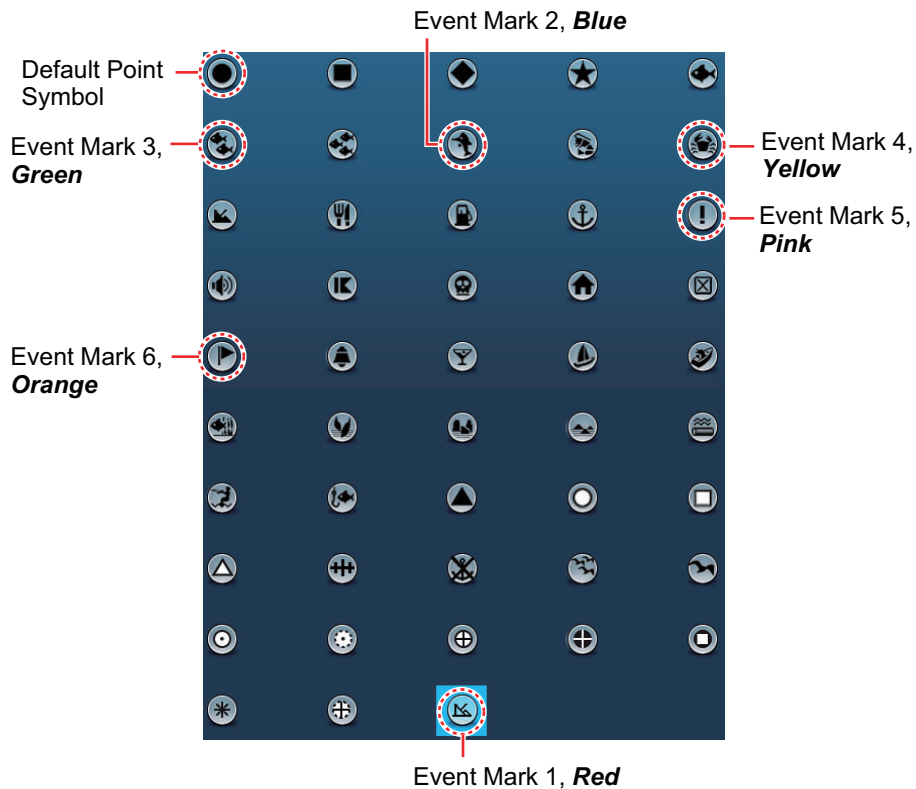 Event Mark 2, Blue
Default Point
Symbol
Event Mark 3,
Green
Event Mark 4,
Yellow
Event Mark 5,
Pink
Event Mark 6,
Orange
Event Mark 1, Red